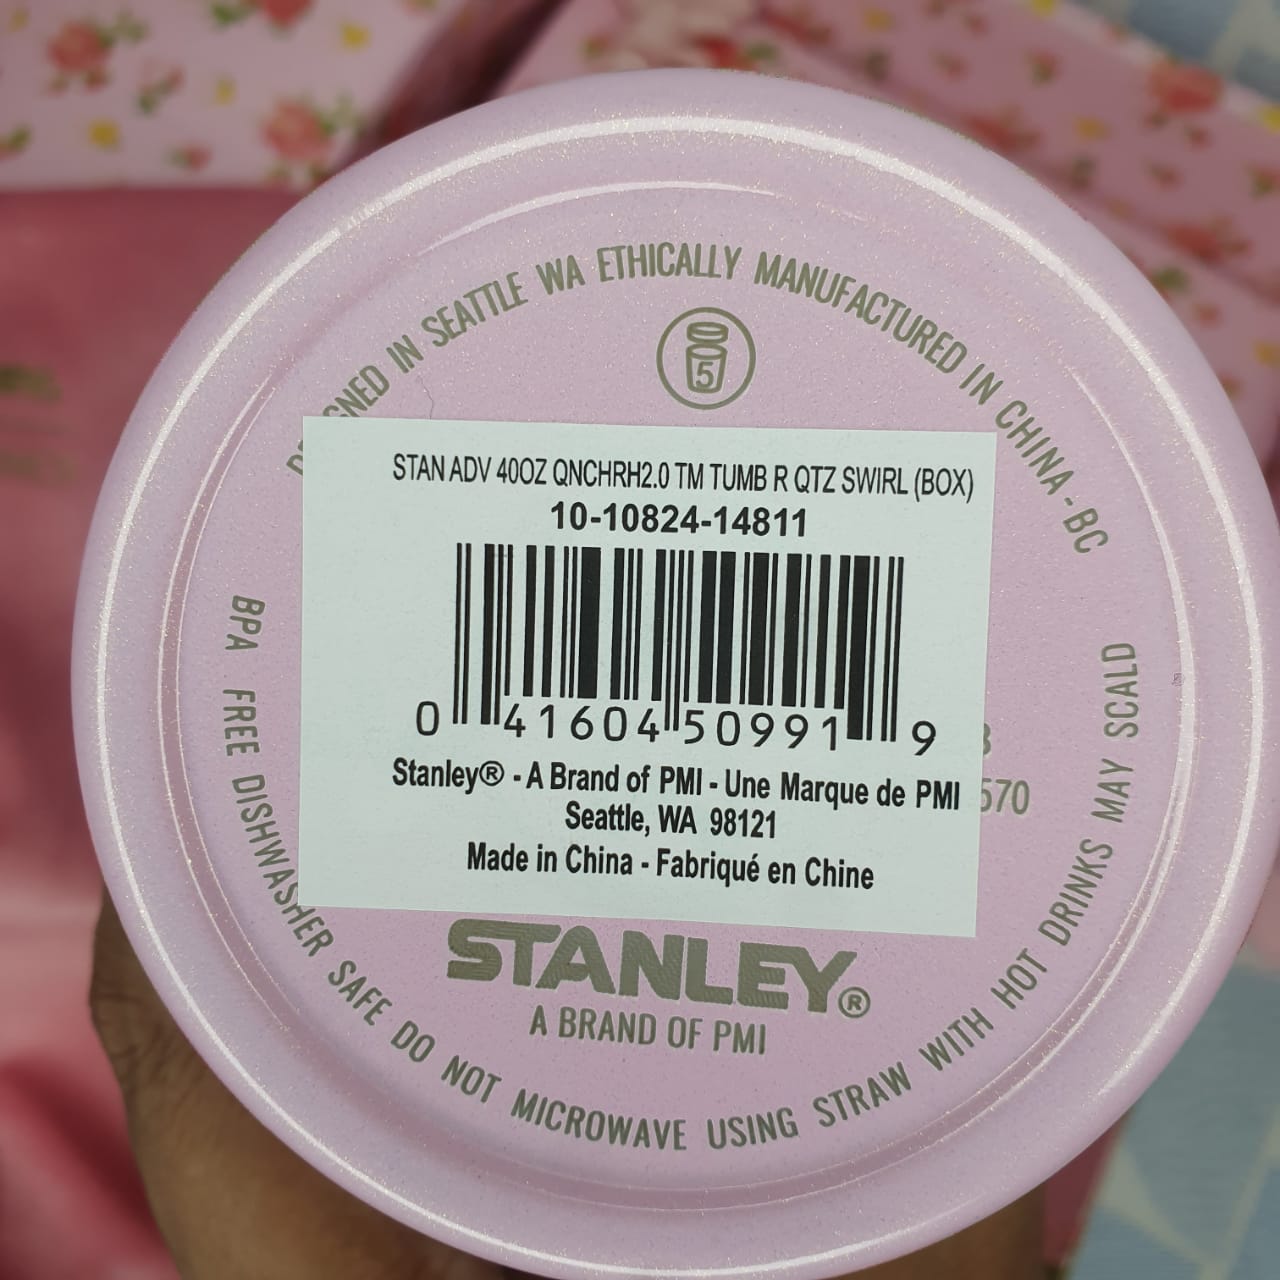 IN SEATTLE WA ETHICALLY MANUFACTURED IN CHINA - BC
5
STAN ADV 40OZ QNCHRH2.0 TM TUMB R QTZ SWIRL (BOX)
10-10824-14811
0 41604 50991 9
Stanley® - A Brand of PMI - Une Marque de PMI
Seattle, WA 98121
Made in China - Fabriqué en Chine
570
STANLEY®
A BRAND OF PMI
BPA FREE DISHWASHER SAFE DO NOT MICROWAVE USING STRAW WITH HOT DRINKS MAY SCALD